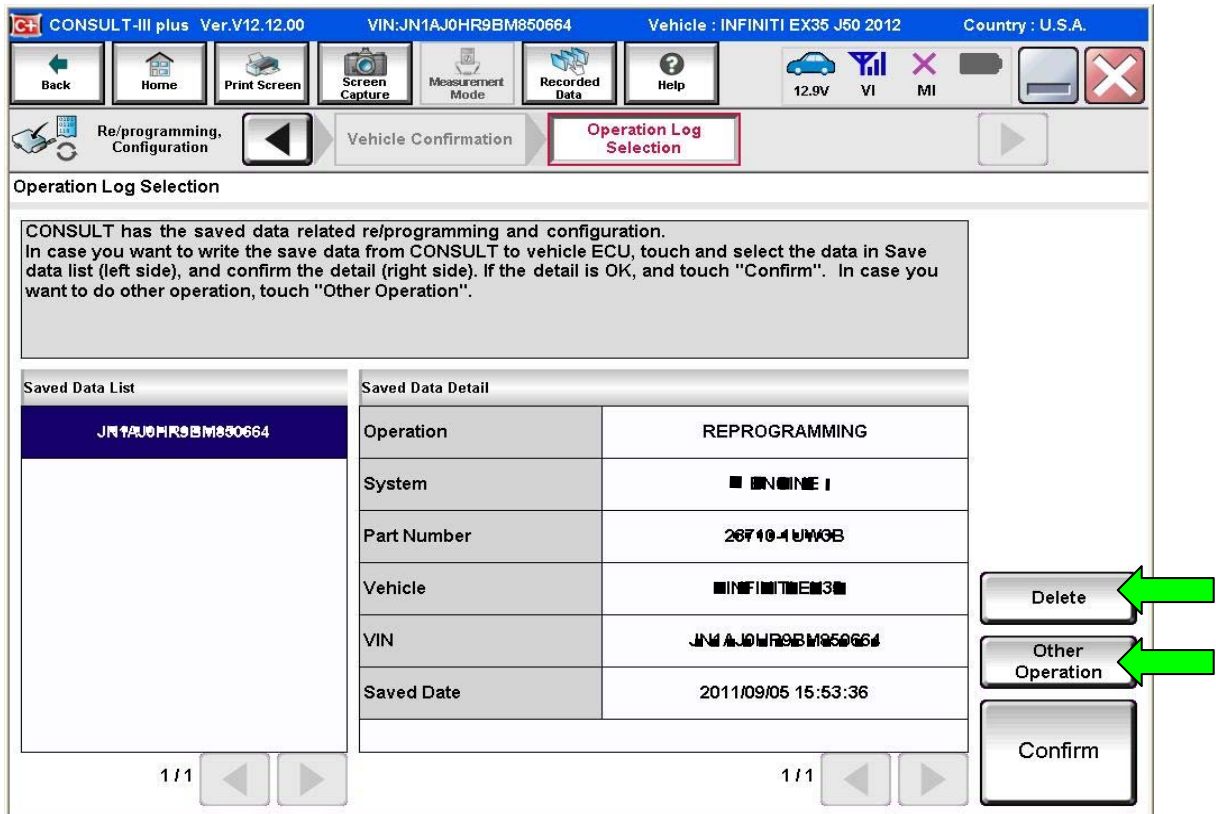 C+ CONSULT-III plus Ver.V12.12.00 VIN:JN1AJ0HR9BM850664 Vehicle : INFINITI EX35 J50 2012 Country : U.S.A.
Back
Home
Print Screen
Screen
Capture
Measurement
Mode
Recorded
Data
Help
12.9V VI MI
Re/programming,
Configuration
Vehicle Confirmation
Operation Log
Selection
Operation Log Selection
CONSULT has the saved data related re/programming and configuration.
In case you want to write the save data from CONSULT to vehicle ECU, touch and select the data in Save
data list (left side), and confirm the detail (right side). If the detail is OK, and touch "Confirm". In case you
want to do other operation, touch "Other Operation".
Saved Data List
JN1AJ0HR9BM850664
1/1
Saved Data Detail
Operation REPROGRAMMING
System ENGINE
Part Number
Vehicle INFINITI EX35
VIN JN1AJ0HR9BM850664
Saved Date 2011/09/05 15:53:36
1/1
Delete
Other
Operation
Confirm